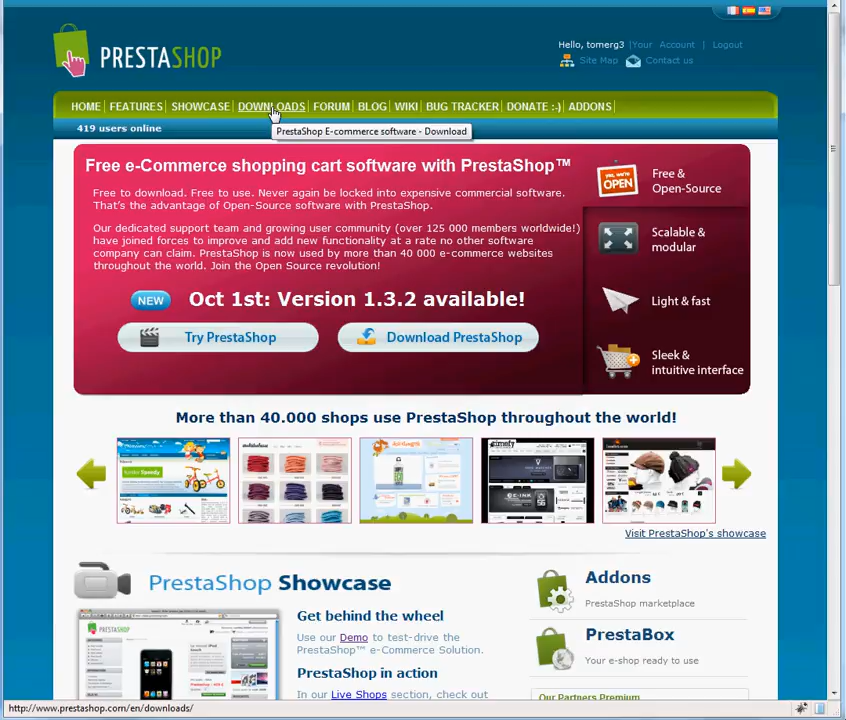 PRESTASHOP
Hello, tomerg3 |Your Account | Logout
Site Map Contact us
HOME| FEATURES| SHOWCASE| DOWNLOADS| FORUM| BLOG| WIKI| BUG TRACKER| DONATE :-)| ADDONS|
419 users online
PrestaShop E-commerce software - Download
Free e-Commerce shopping cart software with PrestaShop™
Free to download. Free to use. Never again be locked into expensive commercial software.
That's the advantage of Open-Source software with PrestaShop.
Our dedicated support team and growing user community (over 125 000 members worldwide!)
have joined forces to improve and add new functionality at a rate no other software
company can claim. PrestaShop is now used by more than 40 000 e-commerce websites
throughout the world. Join the Open Source revolution!
NEW Oct 1st: Version 1.3.2 available!
Try PrestaShop Download PrestaShop
OPEN
Free &
Open-Source
Scalable &
modular
Light & fast
Sleek &
intuitive interface
More than 40.000 shops use PrestaShop throughout the world!
Visit PrestaShop's showcase
PrestaShop Showcase
PRESTASHOP
Get behind the wheel
Use our Demo to test-drive the
PrestaShop™ e-Commerce Solution.
PrestaShop in action
In our Live Shops section, check out
Addons
PrestaShop marketplace
PrestaBox
Your e-shop ready to use
Our Partners Premium
http://www.prestashop.com/en/downloads/